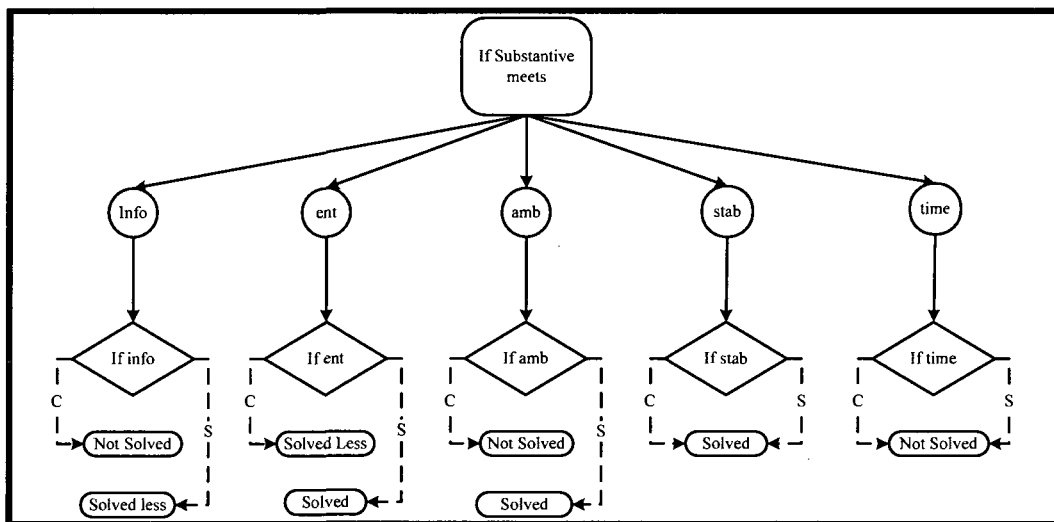 If Substantive
meets
Info
ent
amb
stab
time
If info
If ent
If amb
If stab
If time
C
S
C
S
C
S
C
S
C
S
Not Solved
Solved Less
Not Solved
Solved
Not Solved
Solved less
Solved
Solved